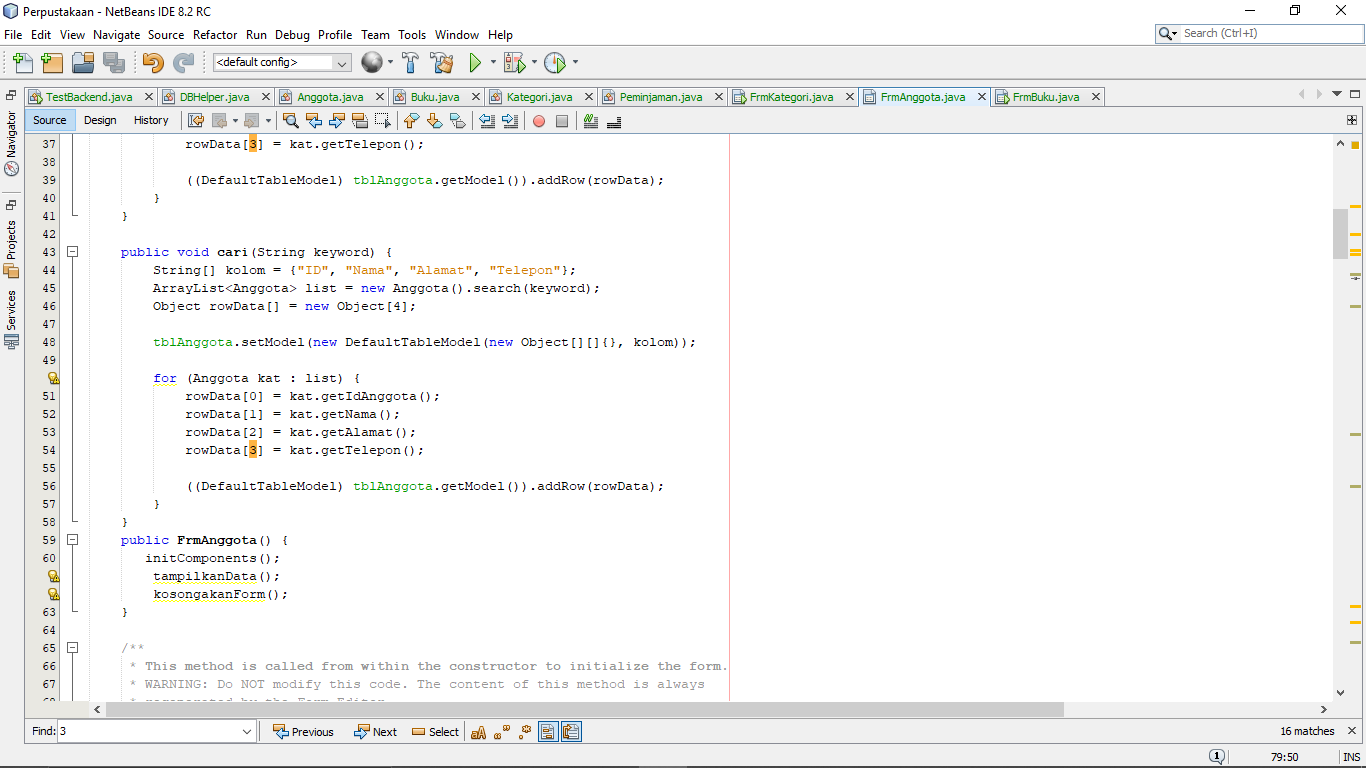 Perpustakaan - NetBeans IDE 8.2 RC
File Edit View Navigate Source Refactor Run Debug Profile Team Tools Window Help
Search (Ctrl+I)
<default config>
TestBackend.java DBHelper.java Anggota.java Buku.java Kategori.java Peminjaman.java FrmKategori.java FrmAnggota.java FrmBuku.java
Source Design History
Navigator
Projects
Services
37 rowData[3] = kat.getTelepon();
38
39 ((DefaultTableModel) tblAnggota.getModel()).addRow(rowData);
40 }
41 }
42
43 public void cari(String keyword) {
44 String[] kolom = {"ID", "Nama", "Alamat", "Telepon"};
45 ArrayList<Anggota> list = new Anggota().search(keyword);
46 Object rowData[] = new Object[4];
47
48 tblAnggota.setModel(new DefaultTableModel(new Object[][]{}, kolom));
49
for (Anggota kat : list) {
51 rowData[0] = kat.getIdAnggota();
52 rowData[1] = kat.getNama();
53 rowData[2] = kat.getAlamat();
54 rowData[3] = kat.getTelepon();
55
56 ((DefaultTableModel) tblAnggota.getModel()).addRow(rowData);
57 }
58 }
59 public FrmAnggota() {
60 initComponents();
tampilkanData();
kosongakanForm();
63 }
64
65 /**
66 * This method is called from within the constructor to initialize the form.
67 * WARNING: Do NOT modify this code. The content of this method is always
68 * regenerated by the Form Editor.
Find: 3 Previous Next Select aA 16 matches
1 79:50 INS